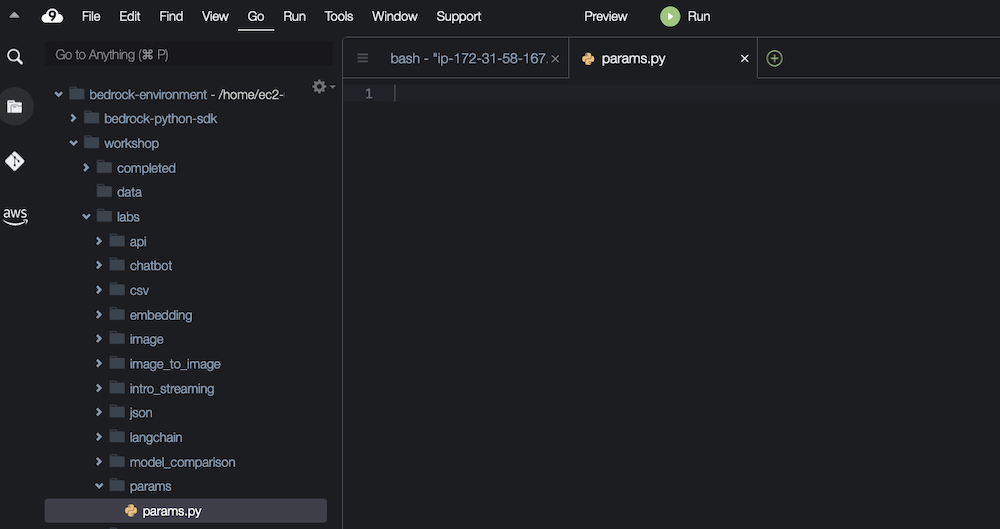 9 File Edit Find View Go Run Tools Window Support Preview Run
Go to Anything (⌘ P)
bash - "ip-172-31-58-167. × params.py ×
bedrock-environment - /home/ec2-
1
bedrock-python-sdk
workshop
completed
data
aws
labs
api
chatbot
csv
embedding
image
image_to_image
intro_streaming
json
langchain
model_comparison
params
params.py